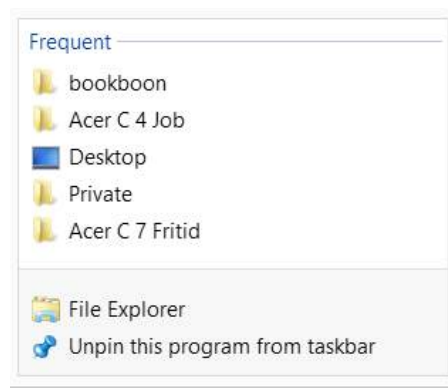 Frequent
bookboon
Acer C 4 Job
Desktop
Private
Acer C 7 Fritid
File Explorer
Unpin this program from taskbar